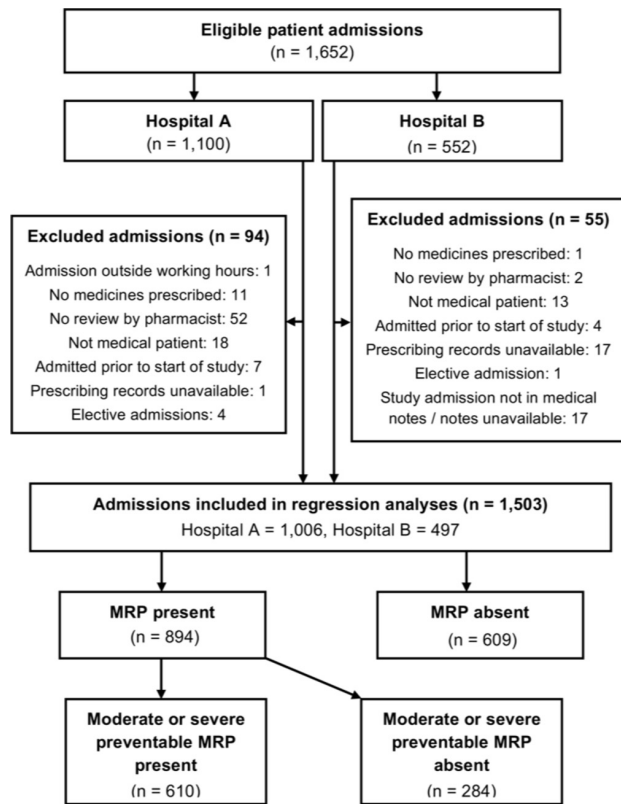 Eligible patient admissions
(n = 1,652)
Hospital A
(n = 1,100)
Hospital B
(n = 552)
Excluded admissions (n = 94)
Admission outside working hours: 1
No medicines prescribed: 11
No review by pharmacist: 52
Not medical patient: 18
Admitted prior to start of study: 7
Prescribing records unavailable: 1
Elective admissions: 4
Excluded admissions (n = 55)
No medicines prescribed: 1
No review by pharmacist: 2
Not medical patient: 13
Admitted prior to start of study: 4
Prescribing records unavailable: 17
Elective admission: 1
Study admission not in medical
notes / notes unavailable: 17
Admissions included in regression analyses (n = 1,503)
Hospital A = 1,006, Hospital B = 497
MRP present
(n = 894)
MRP absent
(n = 609)
Moderate or severe
preventable MRP
present
(n = 610)
Moderate or severe
preventable MRP
absent
(n = 284)